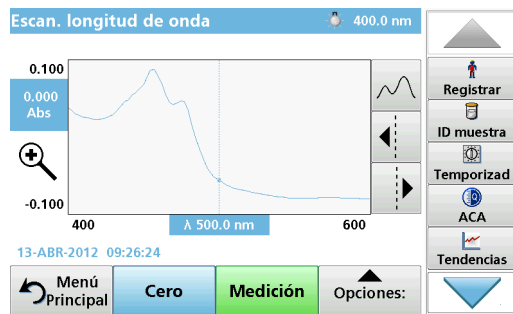 Escan. longitud de onda
400.0 nm
0.100
0.000
Abs
-0.100
400
λ 500.0 nm
600
13-ABR-2012 09:26:24
Menú
Principal
Cero
Medición
Opciones:
Registrar
ID muestra
Temporizad
ACA
Tendencias